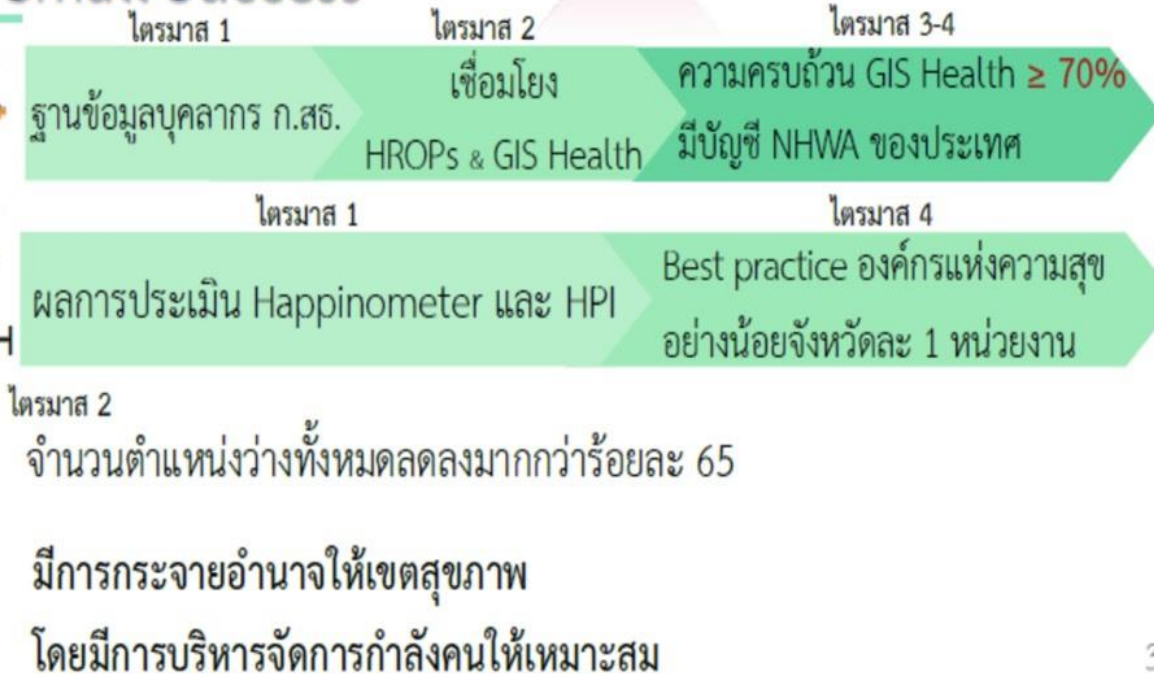 Small Success
ไตรมาส 1
ไตรมาส 2
ไตรมาส 3-4
ฐานข้อมูลบุคลากร ก.สธ.
เชื่อมโยง
HROPs & GIS Health
ความครบถ้วน GIS Health ≥ 70%
มีบัญชี NHWA ของประเทศ
ไตรมาส 1
ไตรมาส 4
ผลการประเมิน Happinometer และ HPI
Best practice องค์กรแห่งความสุข
อย่างน้อยจังหวัดละ 1 หน่วยงาน
H
ไตรมาส 2
จำนวนตำแหน่งว่างทั้งหมดลดลงมากกว่าร้อยละ 65
มีการกระจายอำนาจให้เขตสุขภาพ
โดยมีการบริหารจัดการกำลังคนให้เหมาะสม